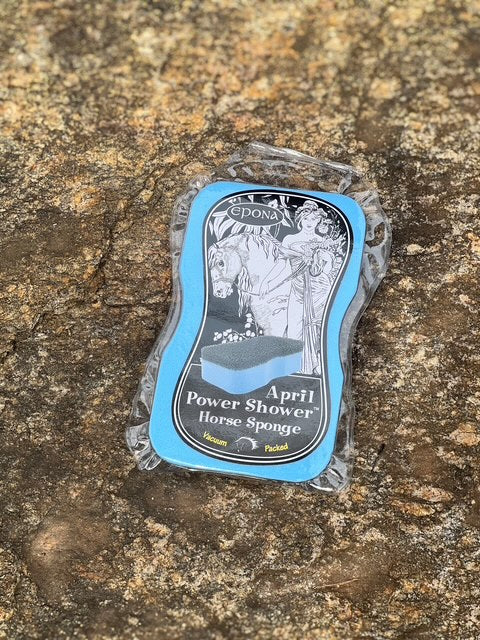 EPONA
April
Power Shower™
Horse Sponge
Vacuum Packed